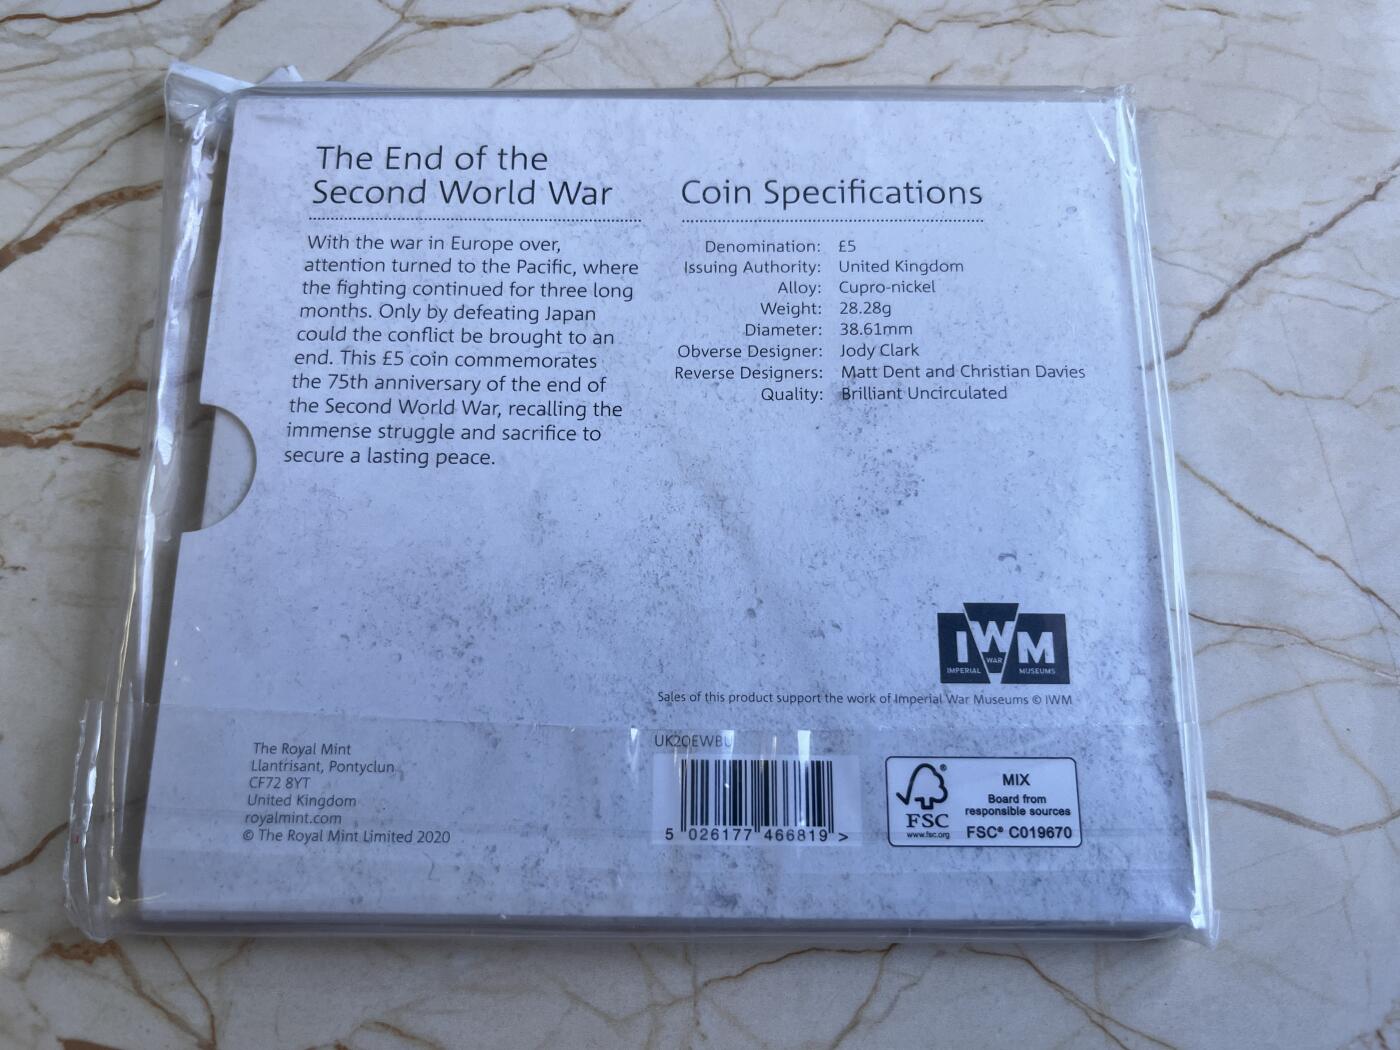 The End of the
Second World War
With the war in Europe over,
attention turned to the Pacific, where
the fighting continued for three long
months. Only by defeating Japan
could the conflict be brought to an
end. This £5 coin commemorates
the 75th anniversary of the end of
the Second World War, recalling the
immense struggle and sacrifice to
secure a lasting peace.
Coin Specifications
Denomination: £5
Issuing Authority: United Kingdom
Alloy: Cupro-nickel
Weight: 28.28g
Diameter: 38.61mm
Obverse Designer: Jody Clark
Reverse Designers: Matt Dent and Christian Davies
Quality: Brilliant Uncirculated
IWM
IMPERIAL WAR MUSEUMS
Sales of this product support the work of Imperial War Museums © IWM
The Royal Mint
Llantrisant, Pontyclun
CF72 8YT
United Kingdom
royalmint.com
© The Royal Mint Limited 2020
UK20EWBU
5 026177 466819 >
FSC
www.fsc.org
MIX
Board from
responsible sources
FSC® C019670